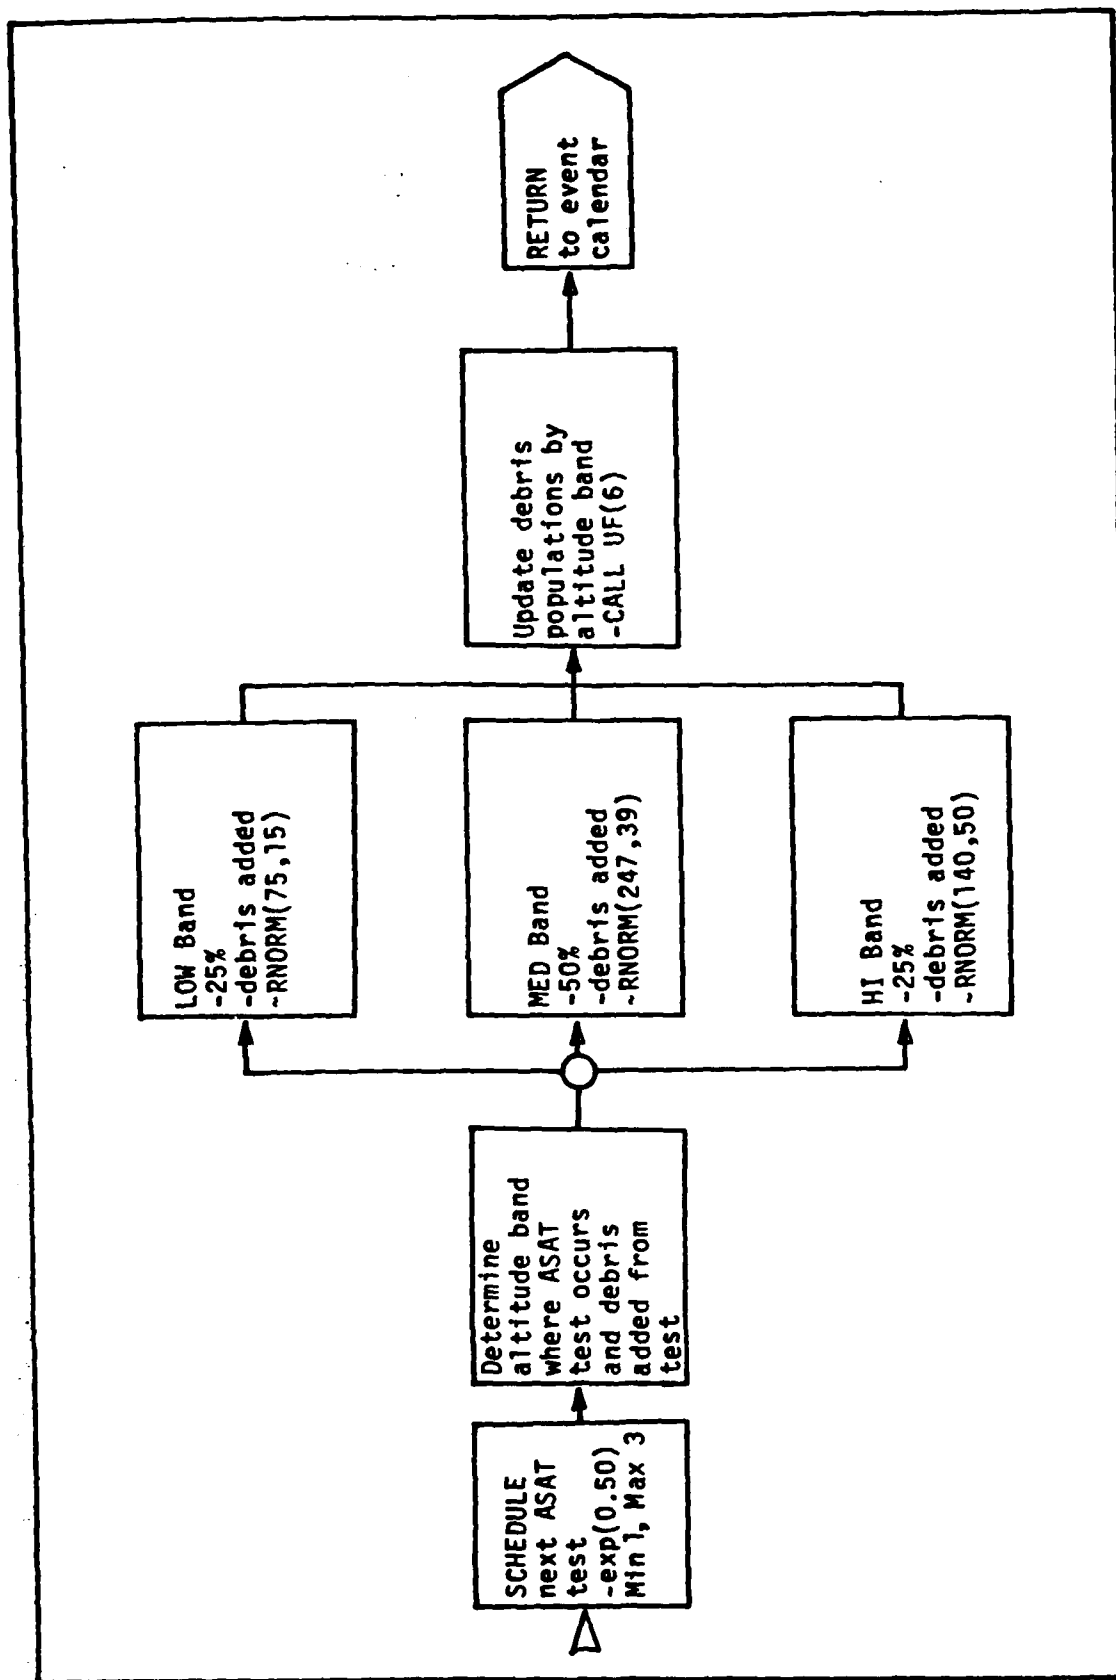 SCHEDULE
next ASAT
test
-exp(0.50)
Min 1, Max 3
Determine
altitude band
where ASAT
test occurs
and debris
added from
test
LOW Band
-25%
-debris added
~RNORM(75,15)
MED Band
-50%
-debris added
~RNORM(247,39)
HI Band
-25%
-debris added
~RNORM(140,50)
Update debris
populations by
altitude band
-CALL UF(6)
RETURN
to event
calendar